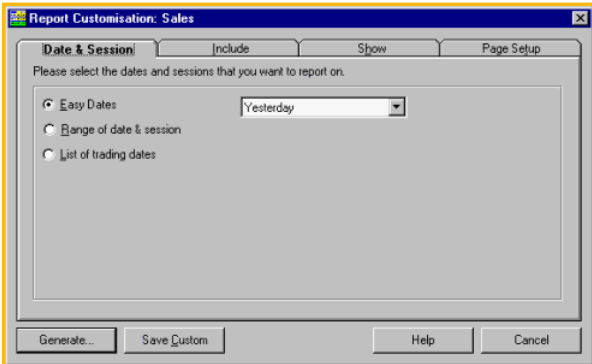 Report Customisation: Sales
Date & Session Include Show Page Setup
Please select the dates and sessions that you want to report on.
Easy Dates Yesterday
Range of date & session
List of trading dates
Generate... Save Custom Help Cancel